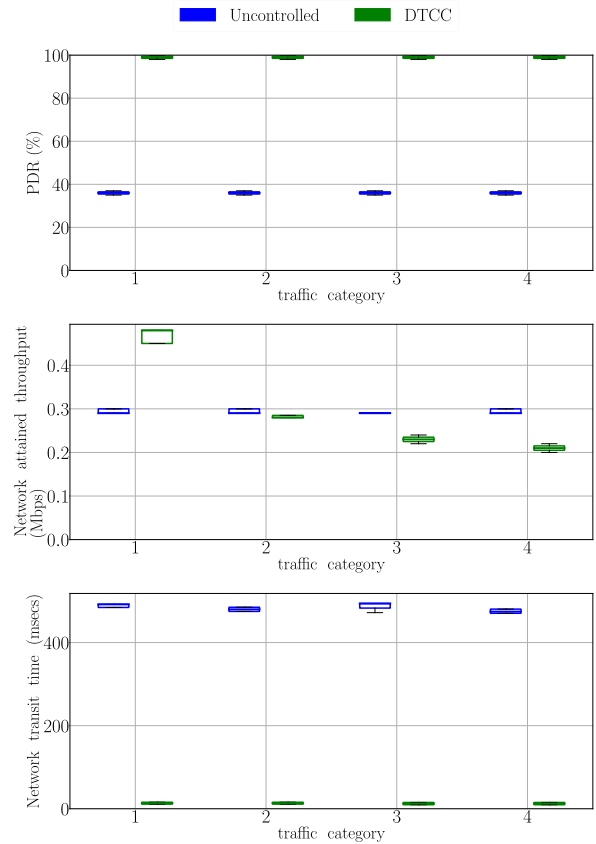 Uncontrolled DTCC
100
80
60
40
20
0
PDR (%)
1 2 3 4
traffic category
0.4
0.3
0.2
0.1
0.0
Network attained throughput
(Mbps)
1 2 3 4
traffic category
400
200
0
Network transit time (msecs)
1 2 3 4
traffic category